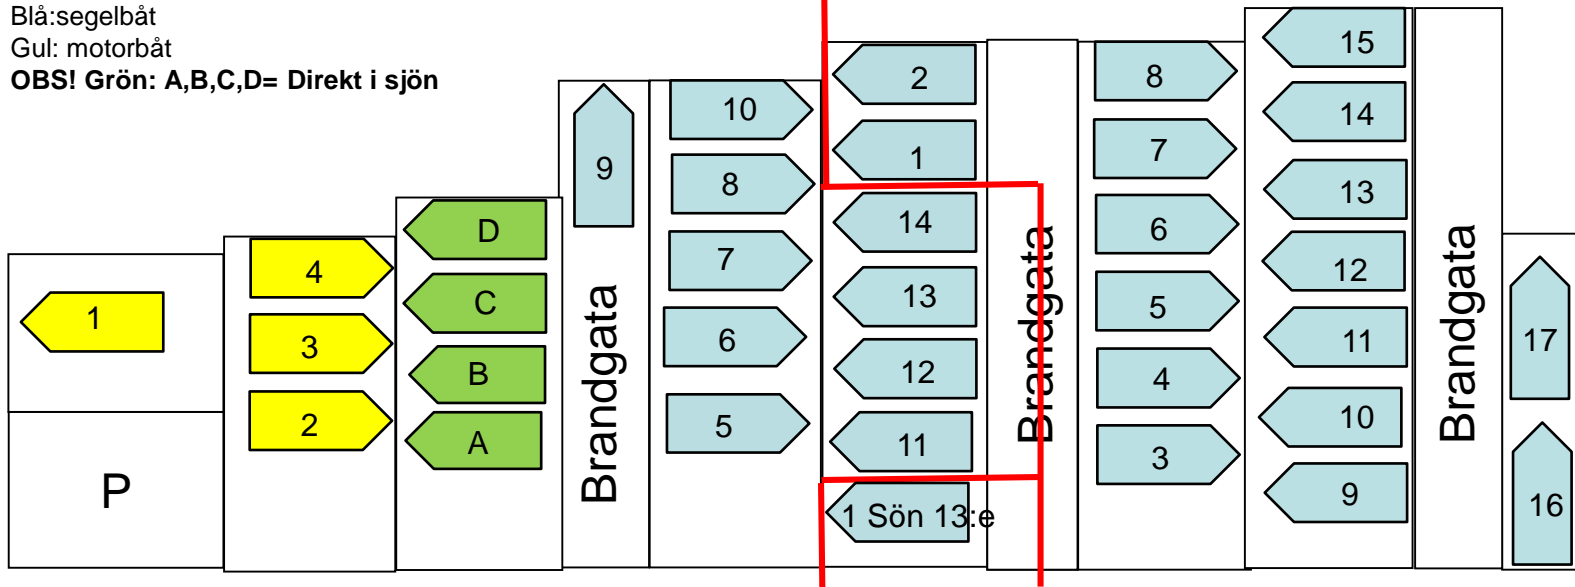 Blå:segelbåt
Gul: motorbåt
OBS! Grön: A,B,C,D= Direkt i sjön
1
P
4
3
2
D
C
B
A
9
Brandgata
10
8
7
6
5
2
1
14
13
12
11
1 Sön 13:e
Brandgata
8
7
6
5
4
3
15
14
13
12
11
10
9
Brandgata
17
16